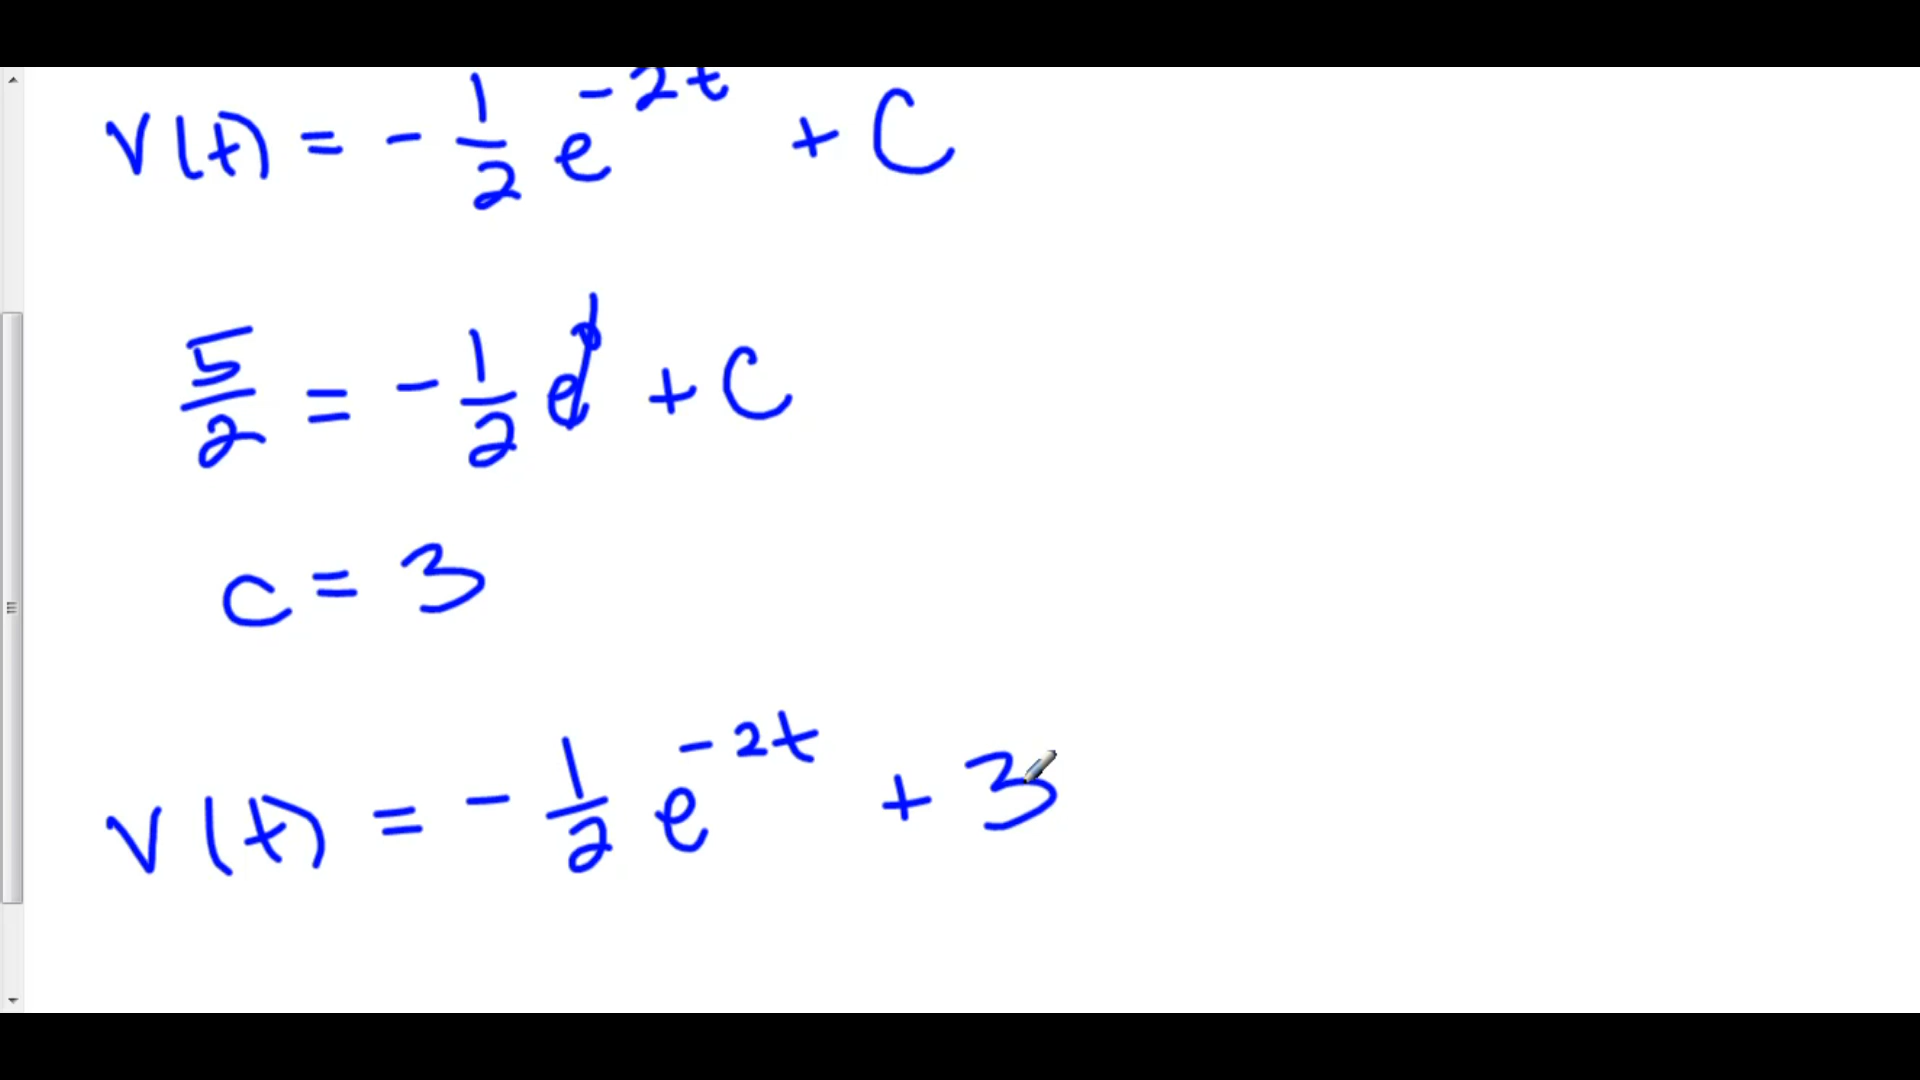 v(t) = - 1/2 e^{-2t} + C
5/2 = - 1/2 e^0 + C
c = 3
v(t) = - 1/2 e^{-2t} + 3